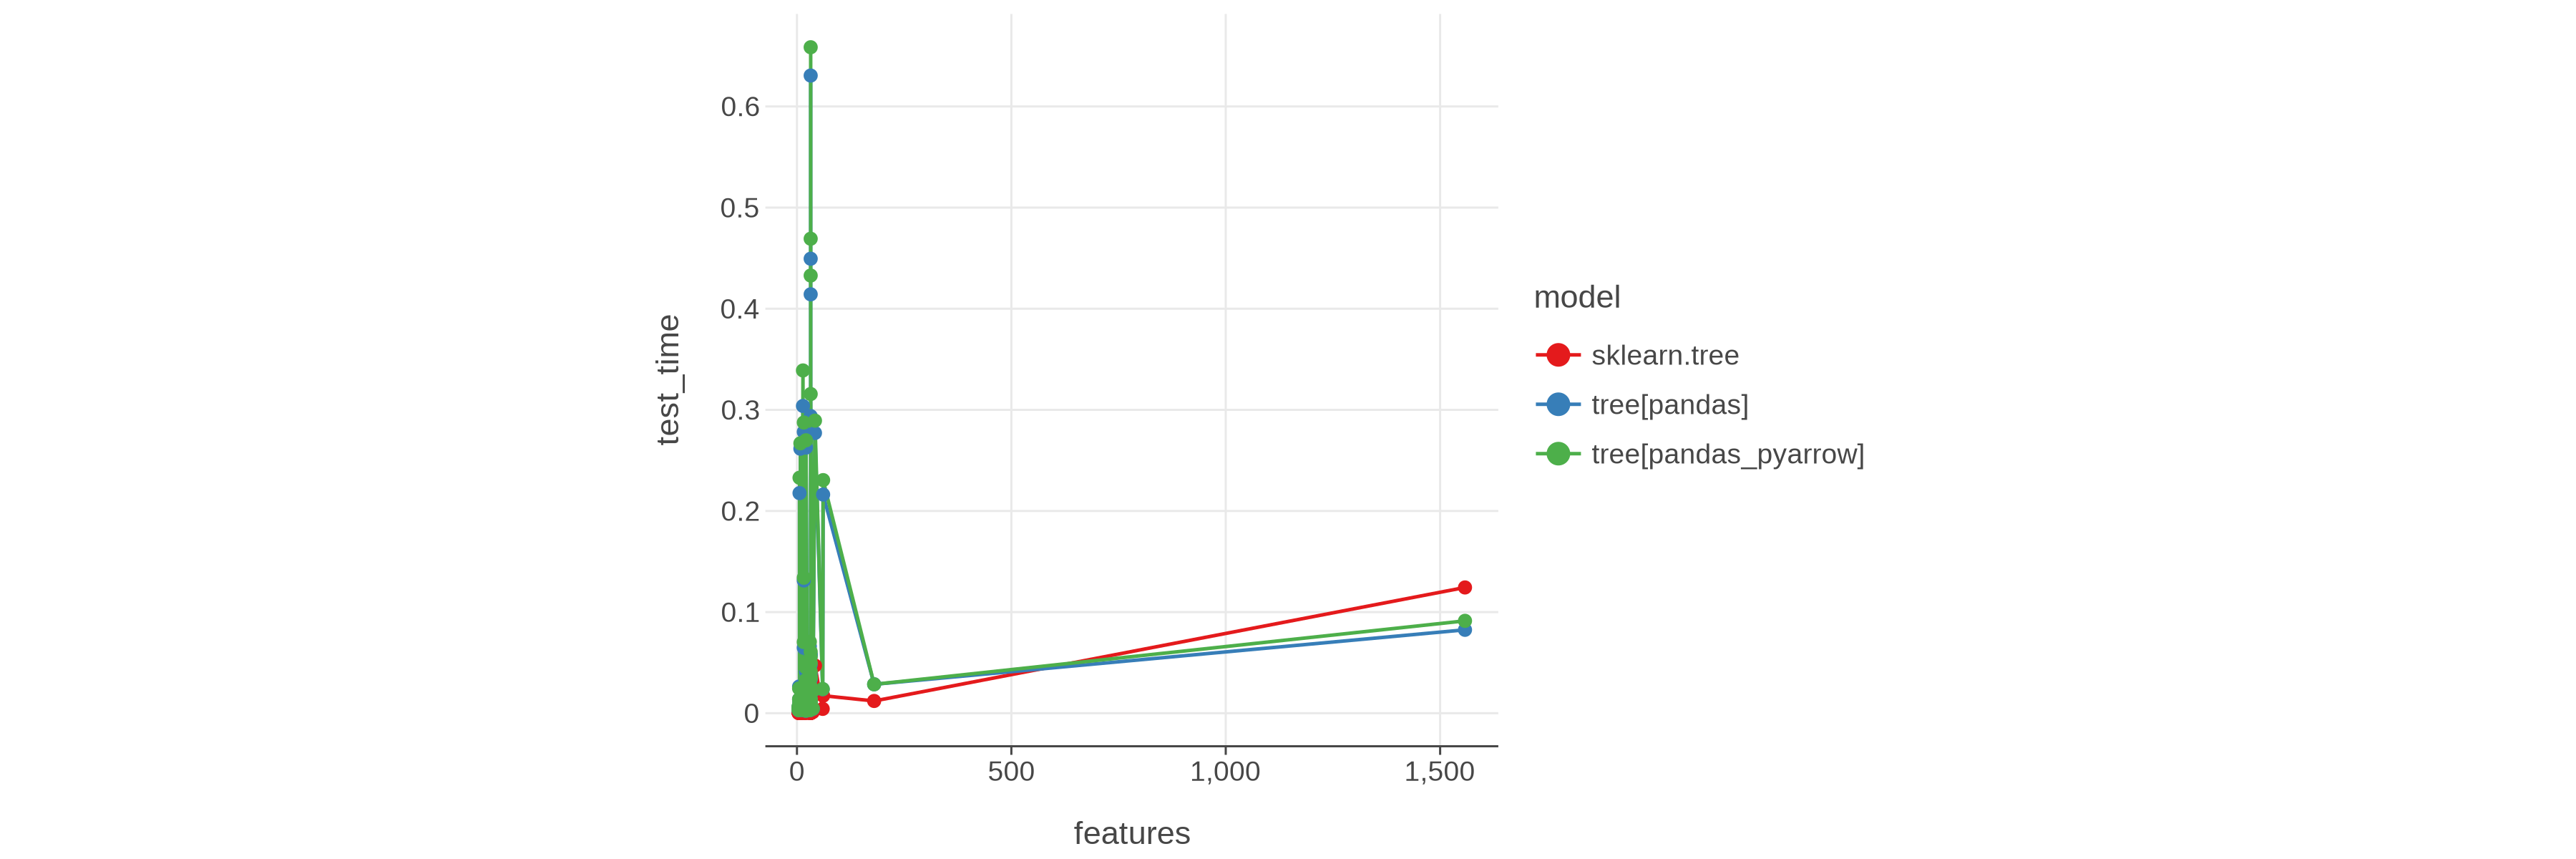 test_time
0.6
0.5
0.4
0.3
0.2
0.1
0
0 500 1,000 1,500
features
model
sklearn.tree
tree[pandas]
tree[pandas_pyarrow]